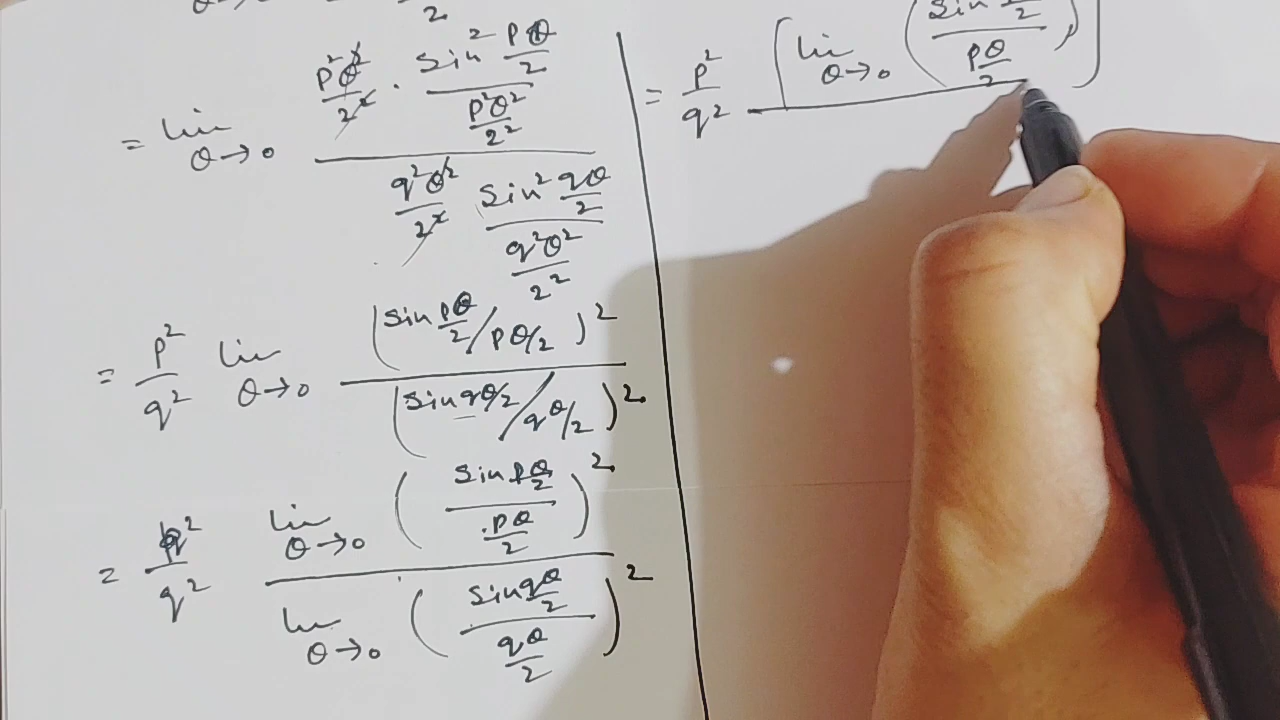 = lim θ→0 (p²θ²/2² · sin² pθ/2 / p²θ²/2²) / (q²θ²/2² sin² qθ/2 / q²θ²/2²)
= p²/q² lim θ→0 (sin pθ/2 / pθ/2)² / (sin qθ/2 / qθ/2)²
= p²/q² lim θ→0 (sin pθ/2 / pθ/2)² / lim θ→0 (sin qθ/2 / qθ/2)²
= p²/q² [lim θ→0 (sin /2 / pθ/2)]